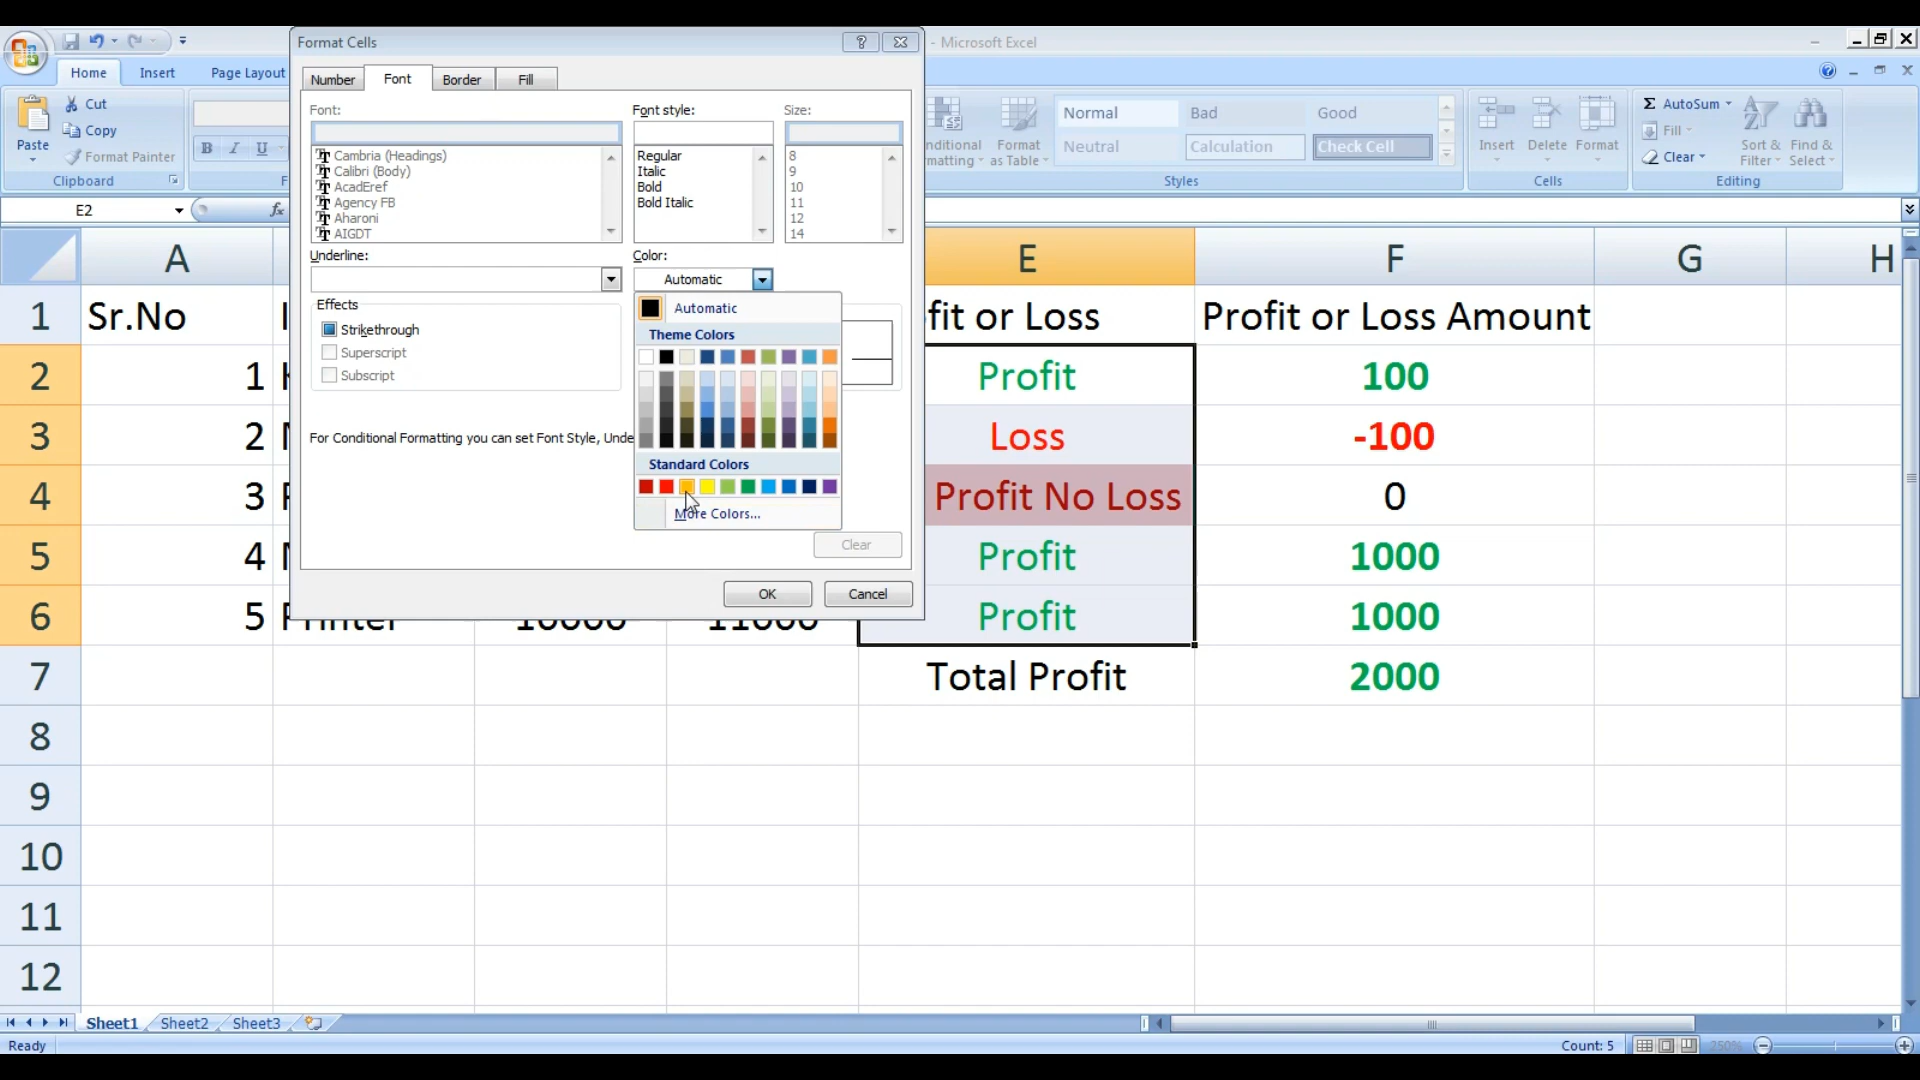 Format Cells
- Microsoft Excel
Home Insert Page Layout
Number Font Border Fill
Paste
Cut
Copy
Format Painter
Clipboard
B I U
Font:
Font style:
Size:
Cambria (Headings)
Calibri (Body)
AcadEref
Agency FB
Aharoni
AIGDT
Regular
Italic
Bold
Bold Italic
8
9
10
11
12
14
Underline:
Color:
Automatic
Effects
Strikethrough
Superscript
Subscript
Automatic
Theme Colors
Standard Colors
More Colors...
For Conditional Formatting you can set Font Style, Unde
Clear
OK Cancel
nditional
matting
Format
as Table
Normal Bad Good
Neutral Calculation Check Cell
Styles
Insert Delete Format
Cells
Σ AutoSum
Fill
Clear
Sort &
Filter
Find &
Select
Editing
E2 fx
A E F G H
1 Sr.No fit or Loss Profit or Loss Amount
2 1 Profit 100
3 2 Loss -100
4 3 Profit No Loss 0
5 4 Profit 1000
6 5 Printer 10000 11000 Profit 1000
7 Total Profit 2000
8
9
10
11
12
Sheet1 Sheet2 Sheet3
Ready Count: 5 250%